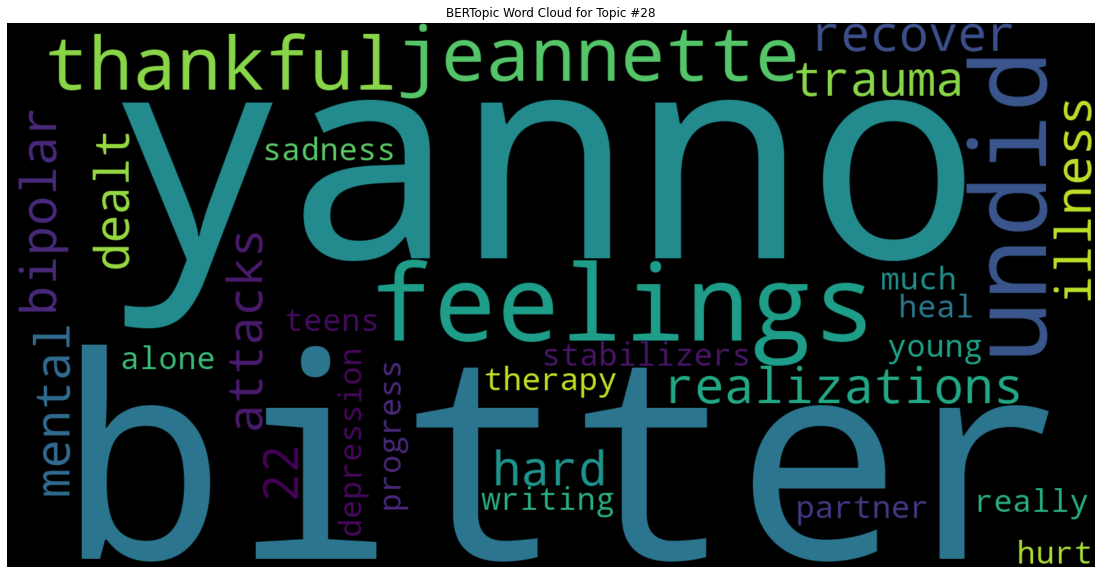 BERTopic Word Cloud for Topic #28
thankful
jeannette
recover
trauma
yanno
undid
illness
bipolar
dealt
sadness
attacks
feelings
much
heal
teens
stabilizers
young
alone
mental
therapy
realizations
bitter
depression
progress
22
hard
writing
partner
really
hurt